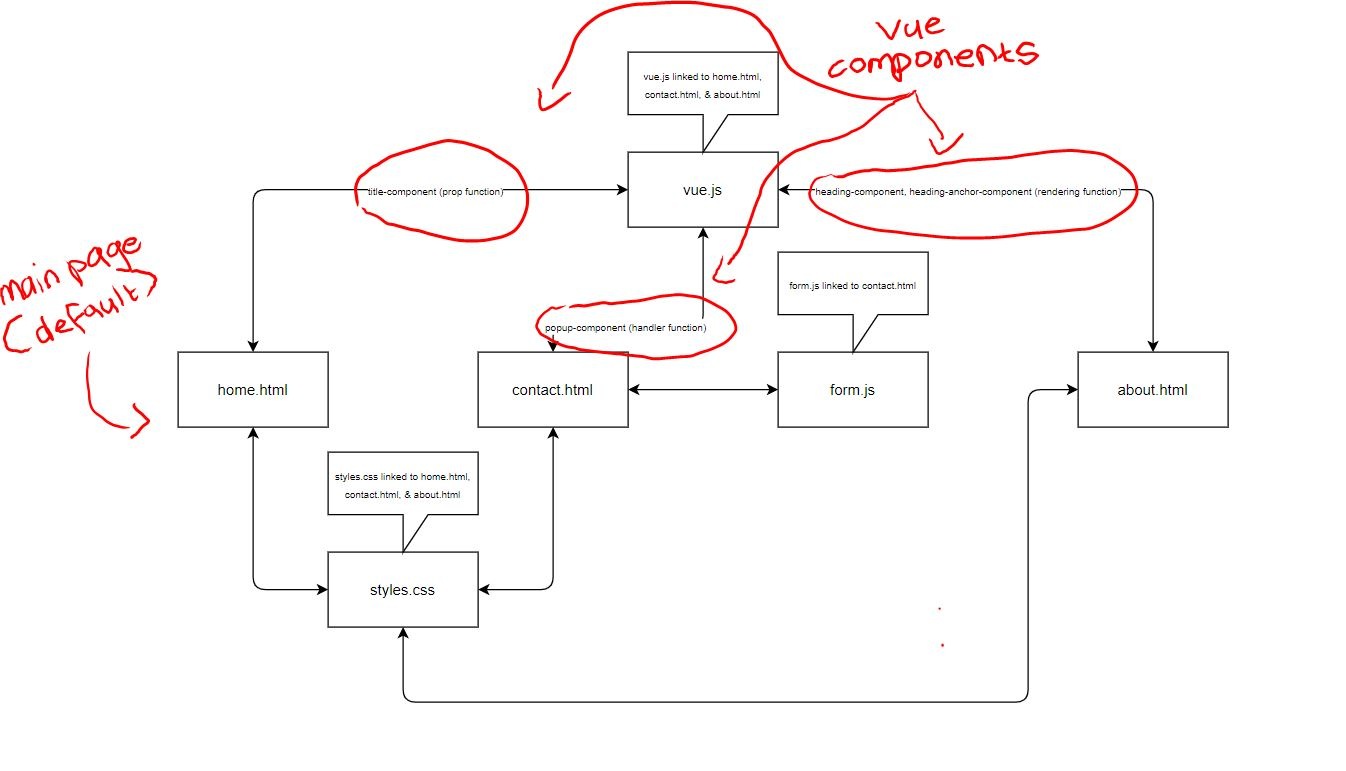 vue
components
vue.js linked to home.html,
contact.html, & about.html
title-component (prop function)
vue.js
heading-component, heading-anchor-component (rendering function)
main page
(default)
form.js linked to contact.html
popup-component (handler function)
home.html
contact.html
form.js
about.html
styles.css linked to home.html,
contact.html, & about.html
styles.css